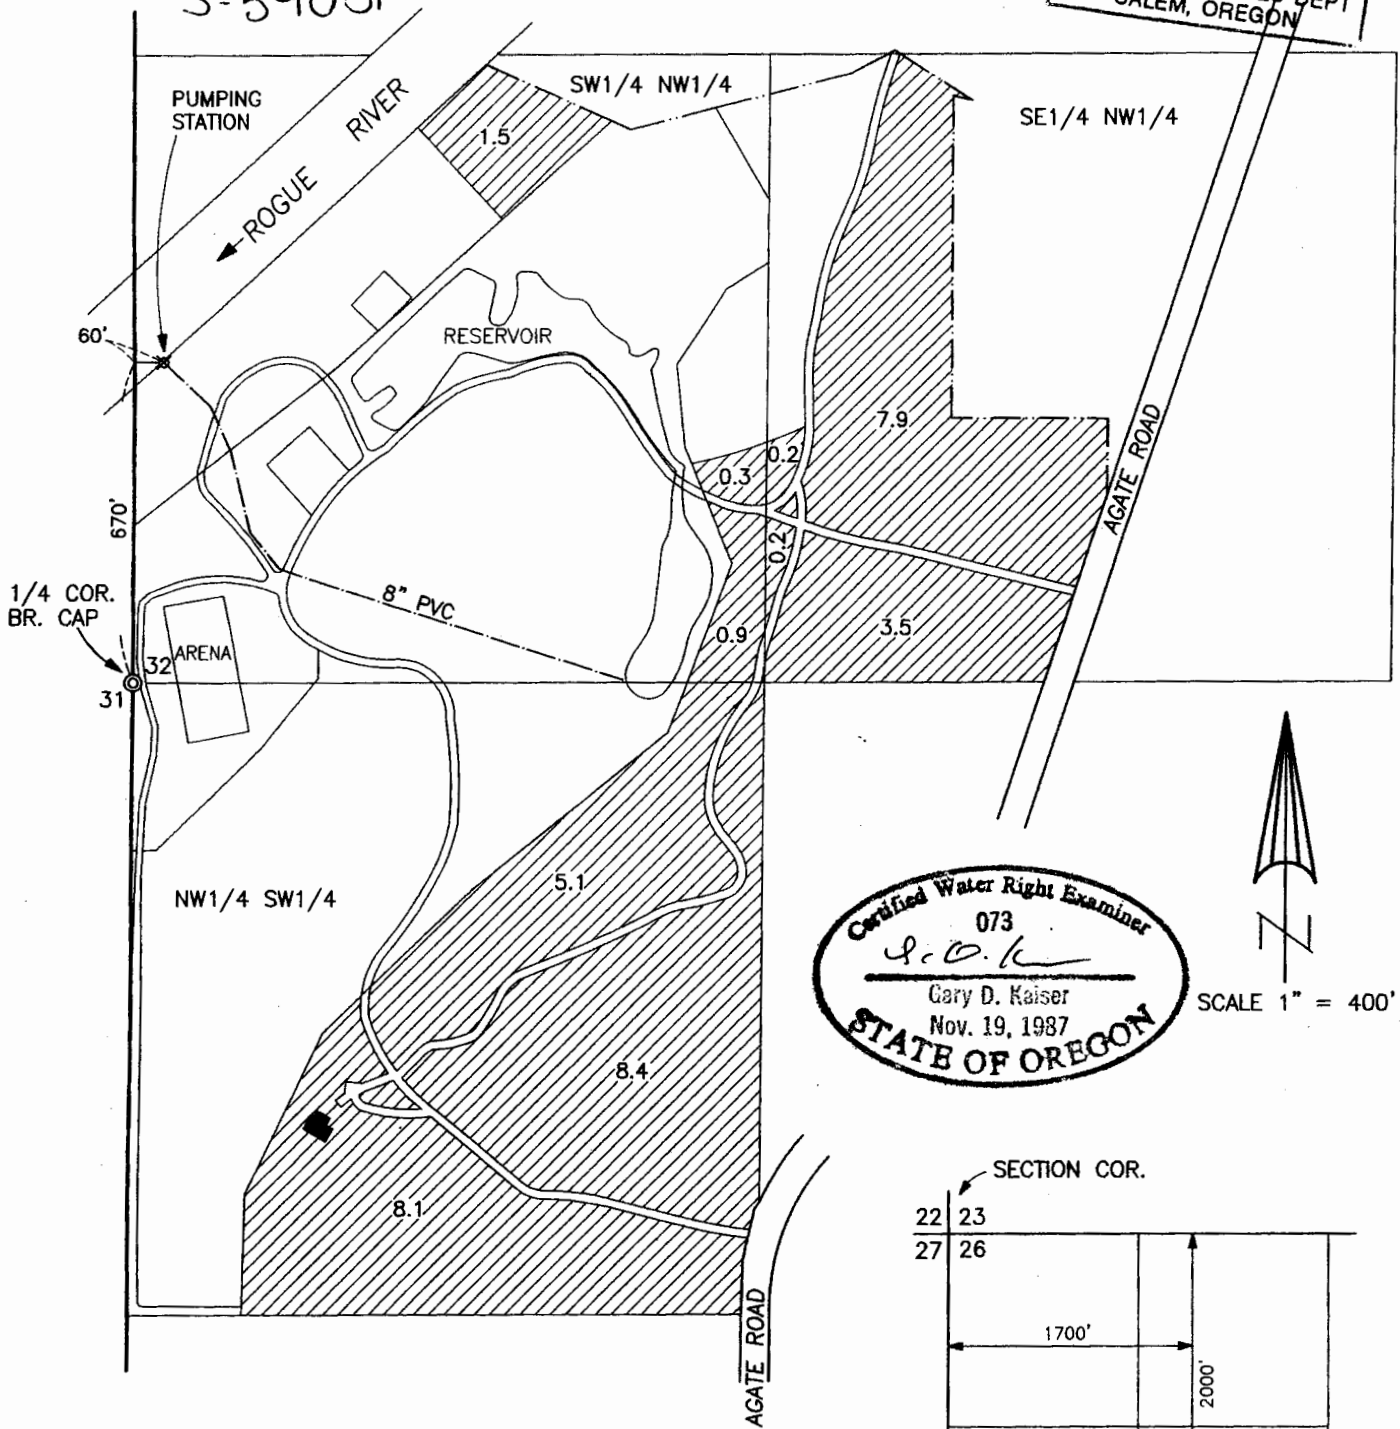 S-54051
DEPT
SALEM, OREGON
SW1/4 NW1/4
SE1/4 NW1/4
PUMPING
STATION
ROGUE RIVER
1.5
60'
RESERVOIR
7.9
0.2
0.3
AGATE ROAD
670'
0.2
8" PVC
1/4 COR.
BR. CAP
0.9
3.5
ARENA
32
31
5.1
NW1/4 SW1/4
Certified Water Right Examiner
073
Gary D. Kaiser
Nov. 19, 1987
STATE OF OREGON
N
SCALE 1" = 400'
8.4
8.1
SECTION COR.
22 23
27 26
1700'
2000'
AGATE ROAD